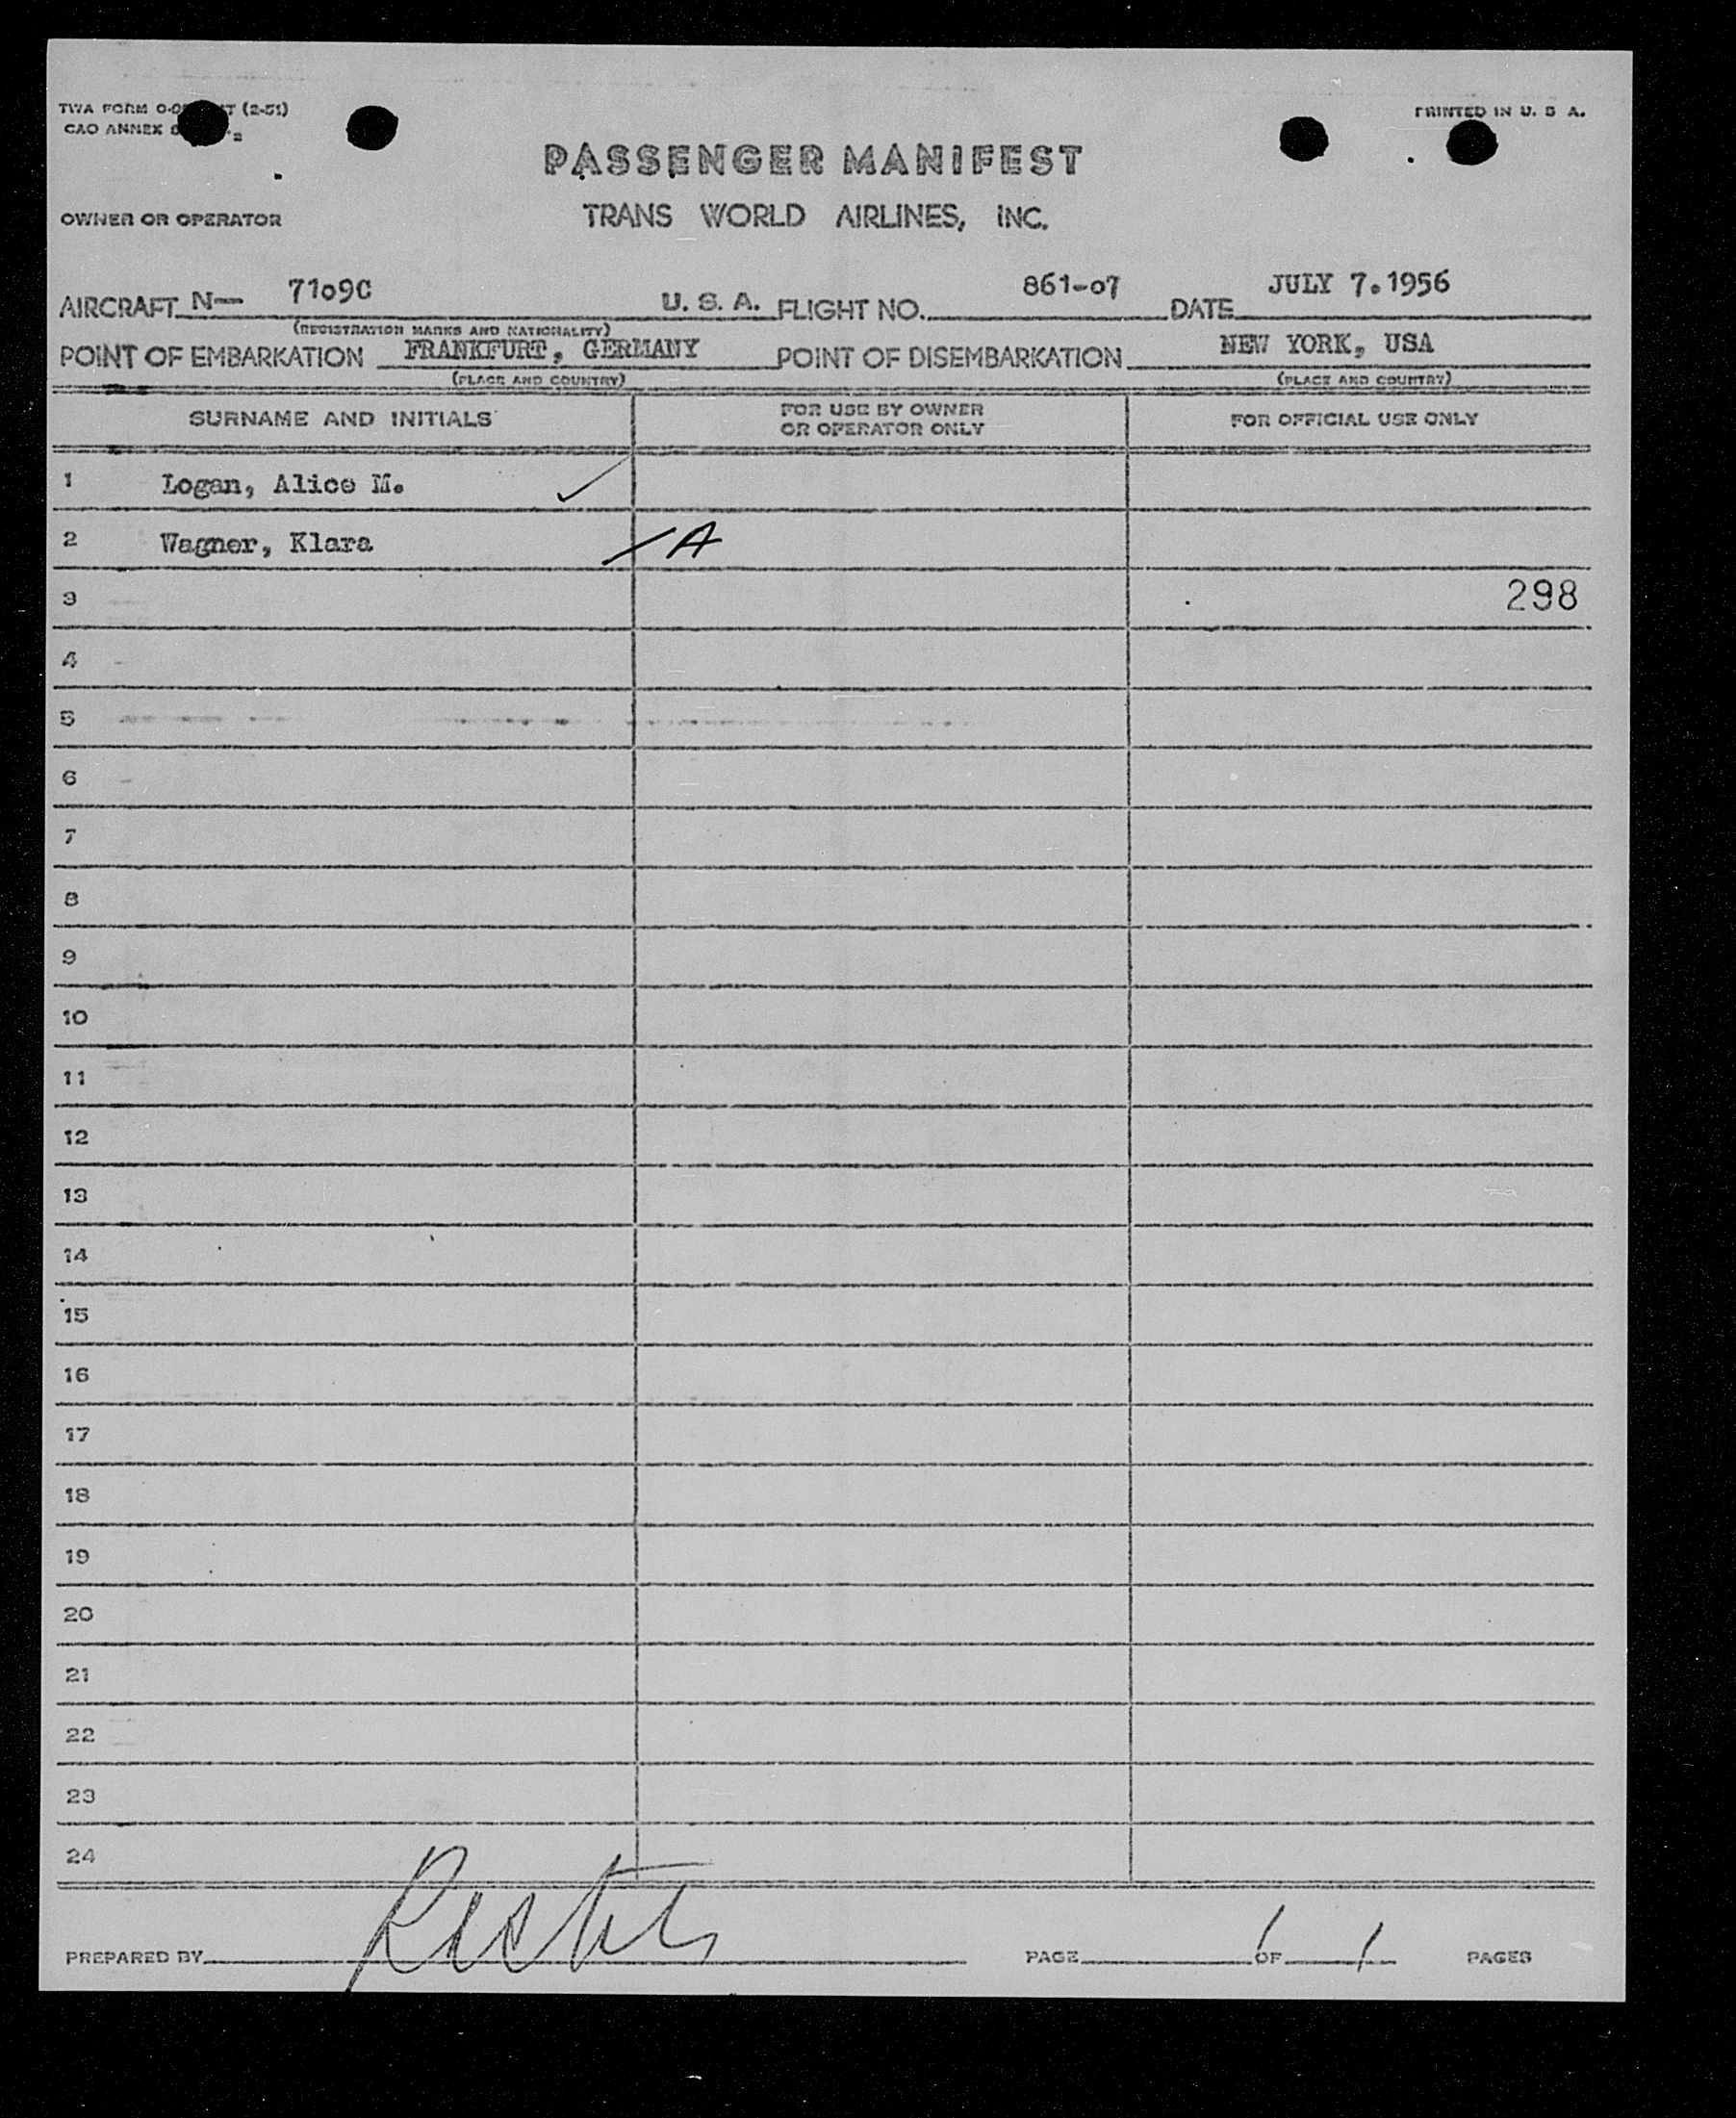 TWA FORM (2-51) PRINTED IN U. S. A.
CAO ANNEX
PASSENGER MANIFEST
OWNER OR OPERATOR TRANS WORLD AIRLINES, INC.
AIRCRAFT N— 7109C U. S. A. FLIGHT NO. 861-07 DATE JULY 7.1956
(REGISTRATION MARKS AND NATIONALITY)
POINT OF EMBARKATION FRANKFURT, GERMANY POINT OF DISEMBARKATION NEW YORK, USA
(PLACE AND COUNTRY) (PLACE AND COUNTRY)
SURNAME AND INITIALS FOR USE BY OWNER OR OPERATOR ONLY FOR OFFICIAL USE ONLY
1 Logan, Alice M. ✓
2 Wagner, Klara / A
3 298
4
5
6
7
8
9
10
11
12
13
14
15
16
17
18
19
20
21
22
23
24
PREPARED BY PAGE 1 OF 1 PAGES